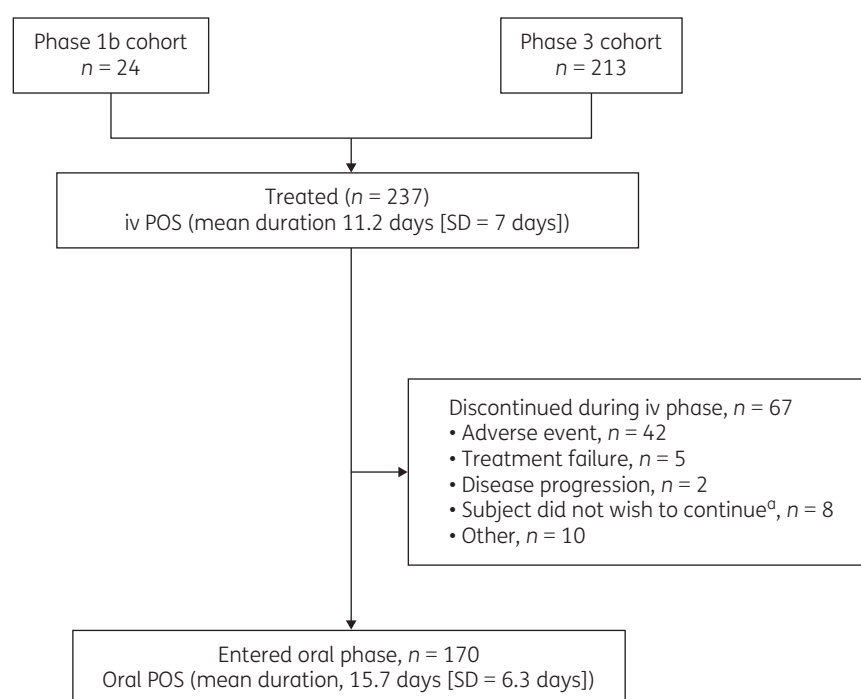 Phase 1b cohort
n = 24
Phase 3 cohort
n = 213
Treated (n = 237)
iv POS (mean duration 11.2 days [SD = 7 days])
Discontinued during iv phase, n = 67
• Adverse event, n = 42
• Treatment failure, n = 5
• Disease progression, n = 2
• Subject did not wish to continueᵃ, n = 8
• Other, n = 10
Entered oral phase, n = 170
Oral POS (mean duration, 15.7 days [SD = 6.3 days])